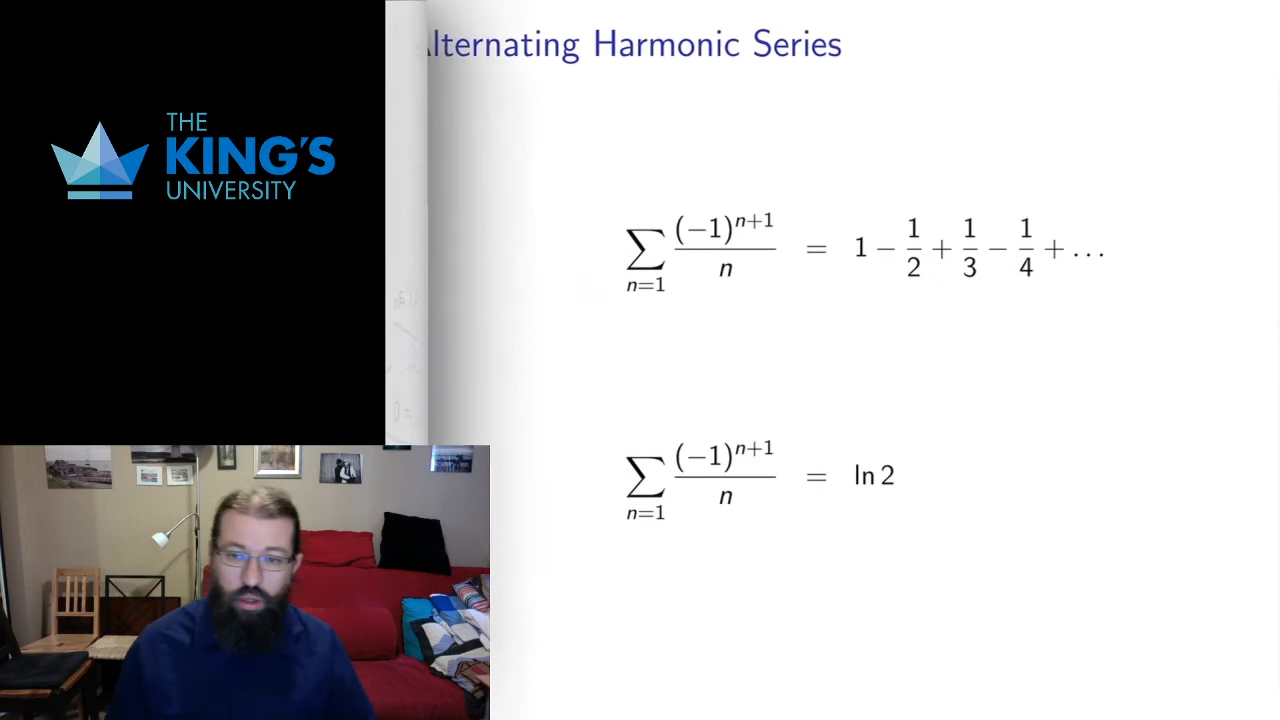 Alternating Harmonic Series
THE
KING'S
UNIVERSITY
∑_{n=1} (−1)^{n+1}/n = 1 − 1/2 + 1/3 − 1/4 + …
∑_{n=1} (−1)^{n+1}/n = ln 2